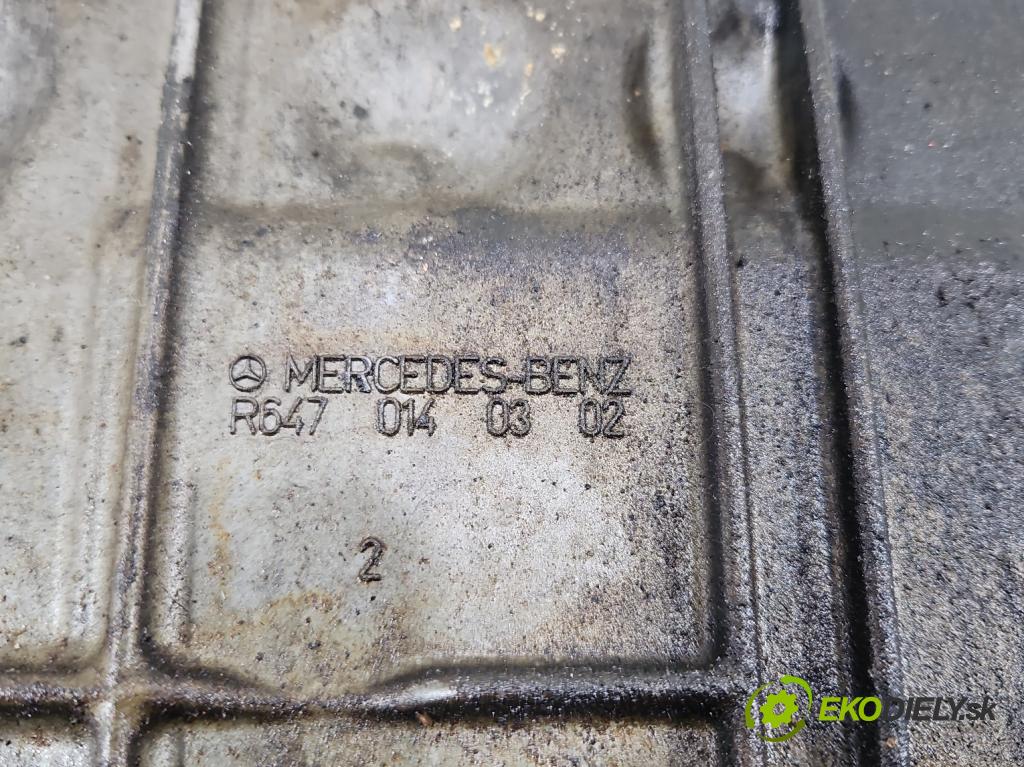 MERCEDES-BENZ
R647 014 03 02
2
EKODIELY.sk